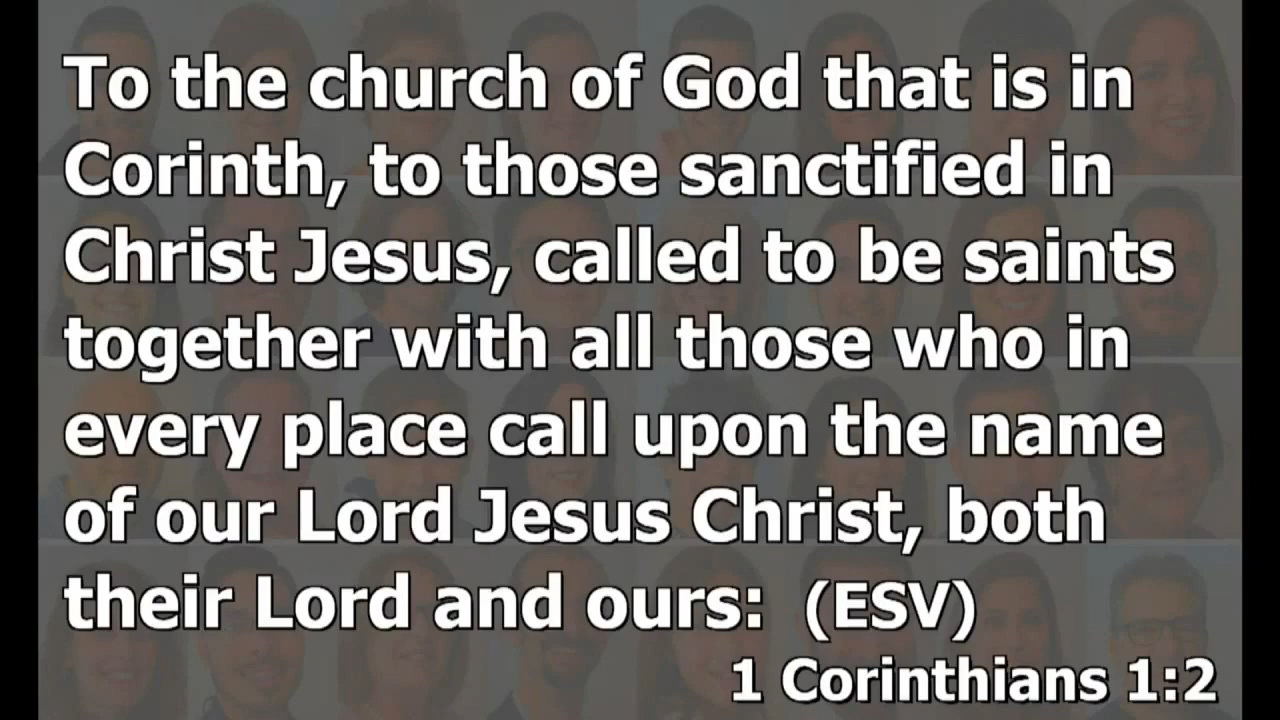 To the church of God that is in
Corinth, to those sanctified in
Christ Jesus, called to be saints
together with all those who in
every place call upon the name
of our Lord Jesus Christ, both
their Lord and ours: (ESV)
1 Corinthians 1:2